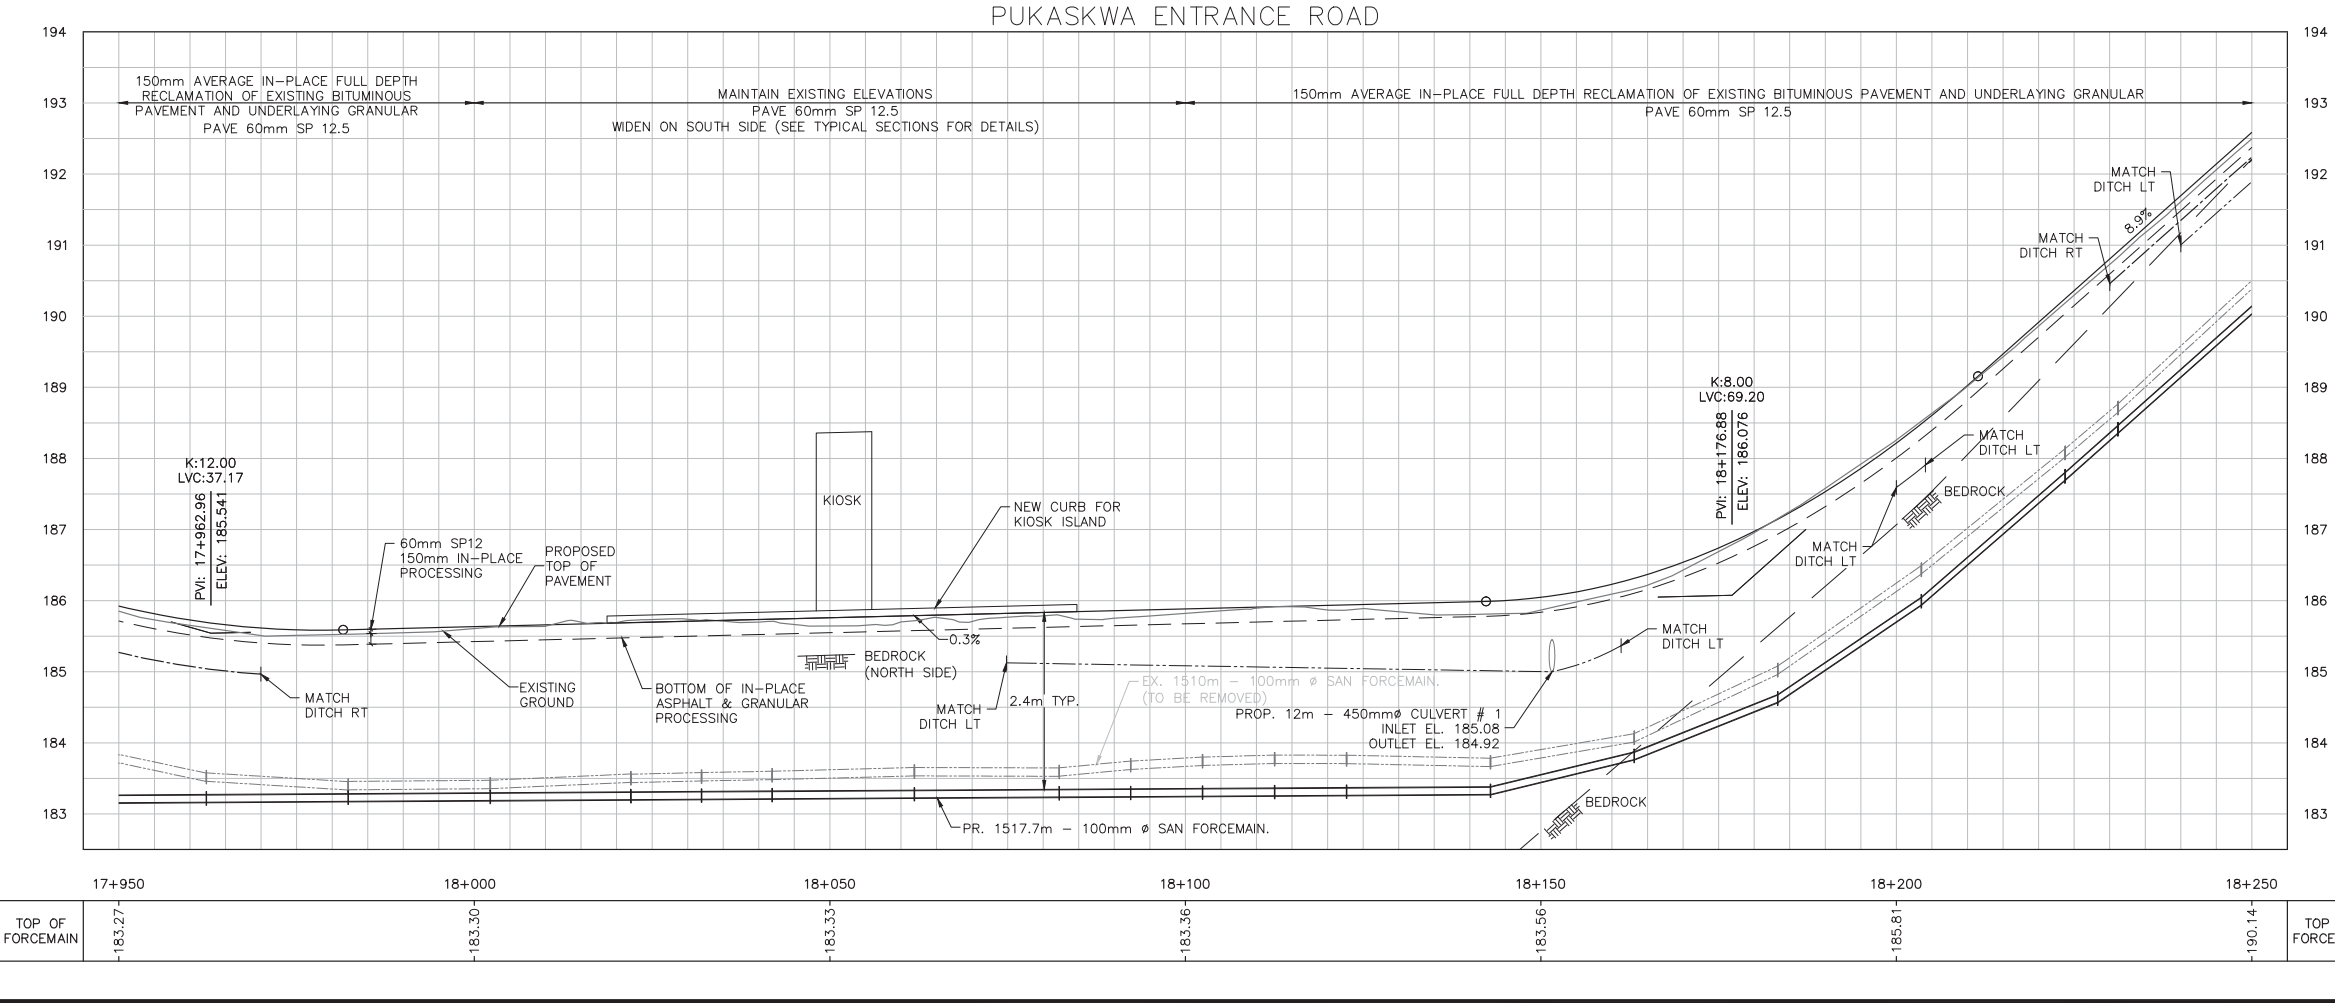 PUKASKWA ENTRANCE ROAD
194
194
193
193
192
192
191
191
190
190
189
189
188
188
187
187
186
186
185
185
184
184
183
183
150mm AVERAGE IN-PLACE FULL DEPTH
RECLAMATION OF EXISTING BITUMINOUS
PAVEMENT AND UNDERLAYING GRANULAR
PAVE 60mm SP 12.5
MAINTAIN EXISTING ELEVATIONS
PAVE 60mm SP 12.5
WIDEN ON SOUTH SIDE (SEE TYPICAL SECTIONS FOR DETAILS)
150mm AVERAGE IN-PLACE FULL DEPTH RECLAMATION OF EXISTING BITUMINOUS PAVEMENT AND UNDERLAYING GRANULAR
PAVE 60mm SP 12.5
MATCH
DITCH LT
8.9%
MATCH
DITCH RT
K:8.00
LVC:69.20
PVI: 18+176.88
ELEV: 186.076
MATCH
DITCH LT
BEDROCK
MATCH
DITCH LT
K:12.00
LVC:37.17
PVI: 17+962.96
ELEV: 185.541
60mm SP12
150mm IN-PLACE
PROCESSING
PROPOSED
TOP OF
PAVEMENT
KIOSK
NEW CURB FOR
KIOSK ISLAND
0.3%
BEDROCK
(NORTH SIDE)
MATCH
DITCH LT
MATCH
DITCH RT
EXISTING
GROUND
BOTTOM OF IN-PLACE
ASPHALT & GRANULAR
PROCESSING
MATCH
DITCH LT
2.4m TYP.
EX. 1510m - 100mm ø SAN FORCEMAIN.
(TO BE REMOVED)
PROP. 12m - 450mmø CULVERT # 1
INLET EL. 185.08
OUTLET EL. 184.92
BEDROCK
PR. 1517.7m - 100mm ø SAN FORCEMAIN.
17+950
18+000
18+050
18+100
18+150
18+200
18+250
TOP OF
FORCEMAIN
183.27
183.30
183.33
183.36
183.56
185.81
190.14
TOP
FORCE